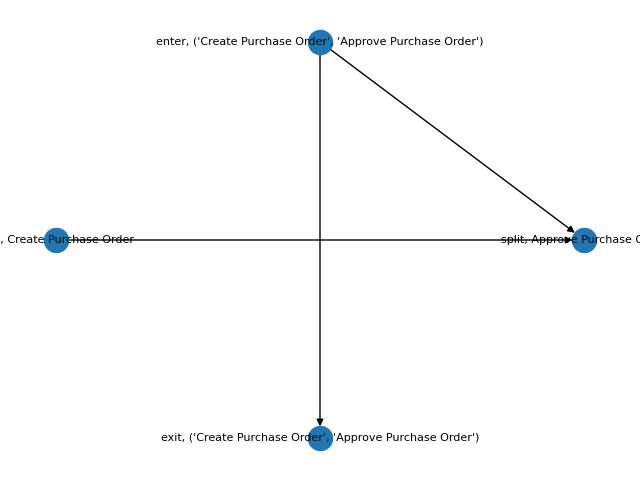 enter, ('Create Purchase Order', 'Approve Purchase Order')
, Create Purchase Order
split, Approve Purchase O
exit, ('Create Purchase Order', 'Approve Purchase Order')